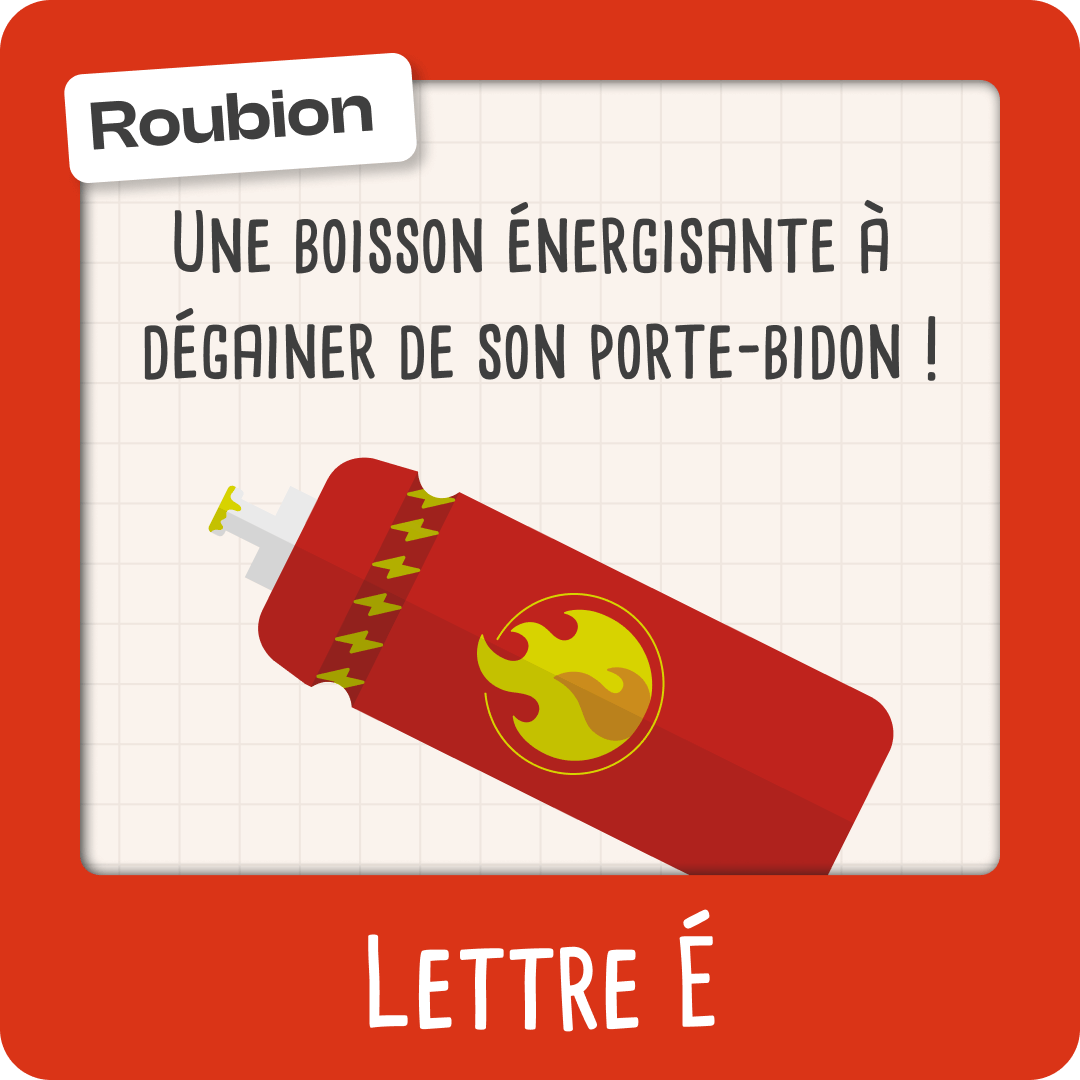 Roubion
Une boisson énergisante à
dégainer de son porte-bidon !
Lettre É